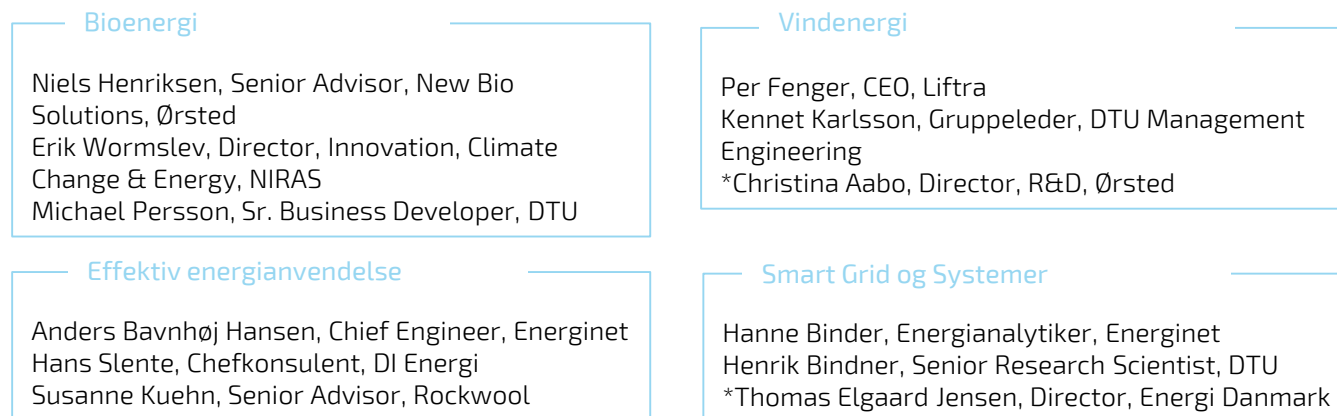 Bioenergi
Niels Henriksen, Senior Advisor, New Bio
Solutions, Ørsted
Erik Wormslev, Director, Innovation, Climate
Change & Energy, NIRAS
Michael Persson, Sr. Business Developer, DTU
Vindenergi
Per Fenger, CEO, Liftra
Kennet Karlsson, Gruppeleder, DTU Management
Engineering
*Christina Aabo, Director, R&D, Ørsted
Effektiv energianvendelse
Anders Bavnhøj Hansen, Chief Engineer, Energinet
Hans Slente, Chefkonsulent, DI Energi
Susanne Kuehn, Senior Advisor, Rockwool
Smart Grid og Systemer
Hanne Binder, Energianalytiker, Energinet
Henrik Bindner, Senior Research Scientist, DTU
*Thomas Elgaard Jensen, Director, Energi Danmark